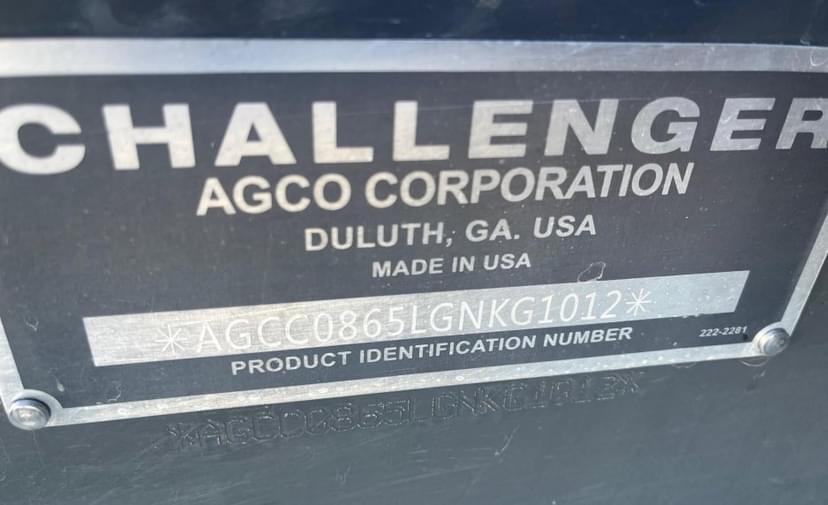 CHALLENGER
AGCO CORPORATION
DULUTH, GA. USA
MADE IN USA
*AGCC0865LGNKG1012*
PRODUCT IDENTIFICATION NUMBER
222-2281